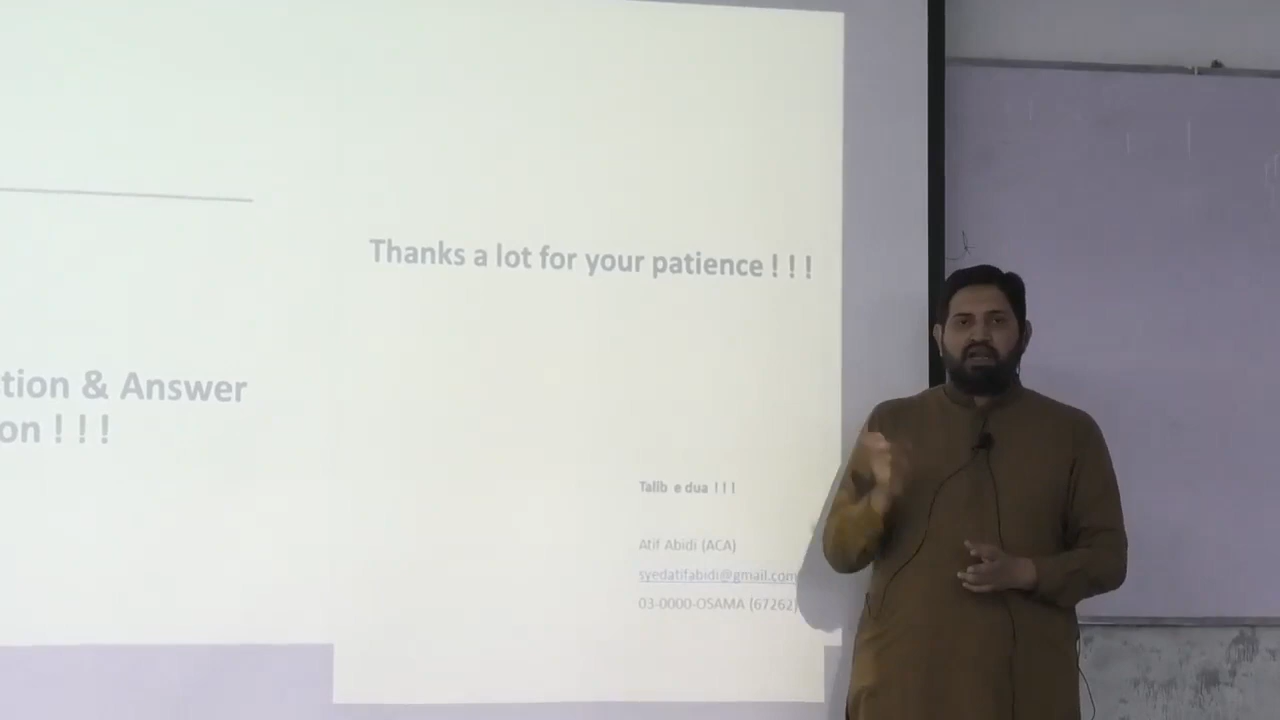 Thanks a lot for your patience ! ! !
tion & Answer
on ! ! !
Talib e dua ! ! !
Atif Abidi (ACA)
syedatifabidi@gmail.com
03-0000-OSAMA (67262)